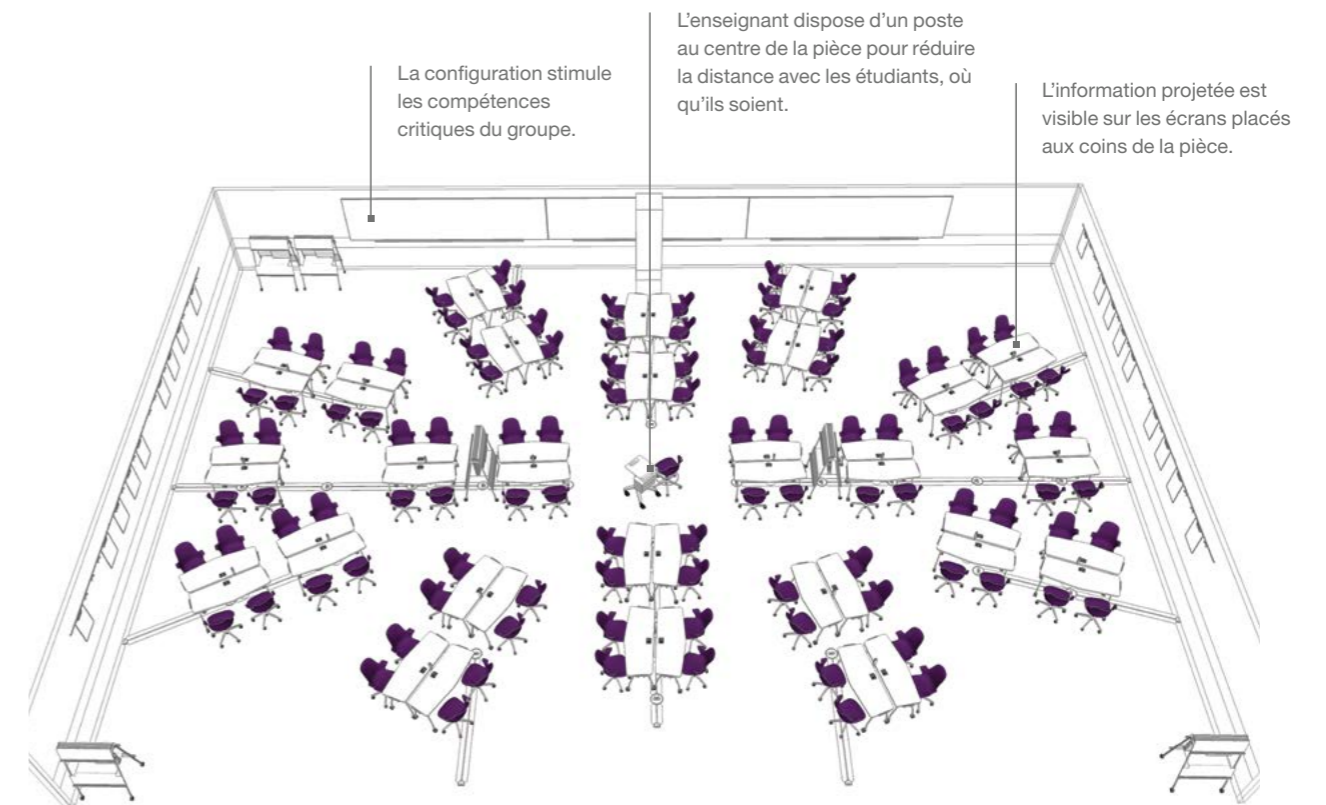 La configuration stimule
les compétences
critiques du groupe.
L’enseignant dispose d’un poste
au centre de la pièce pour réduire
la distance avec les étudiants, où
qu’ils soient.
L’information projetée est
visible sur les écrans placés
aux coins de la pièce.